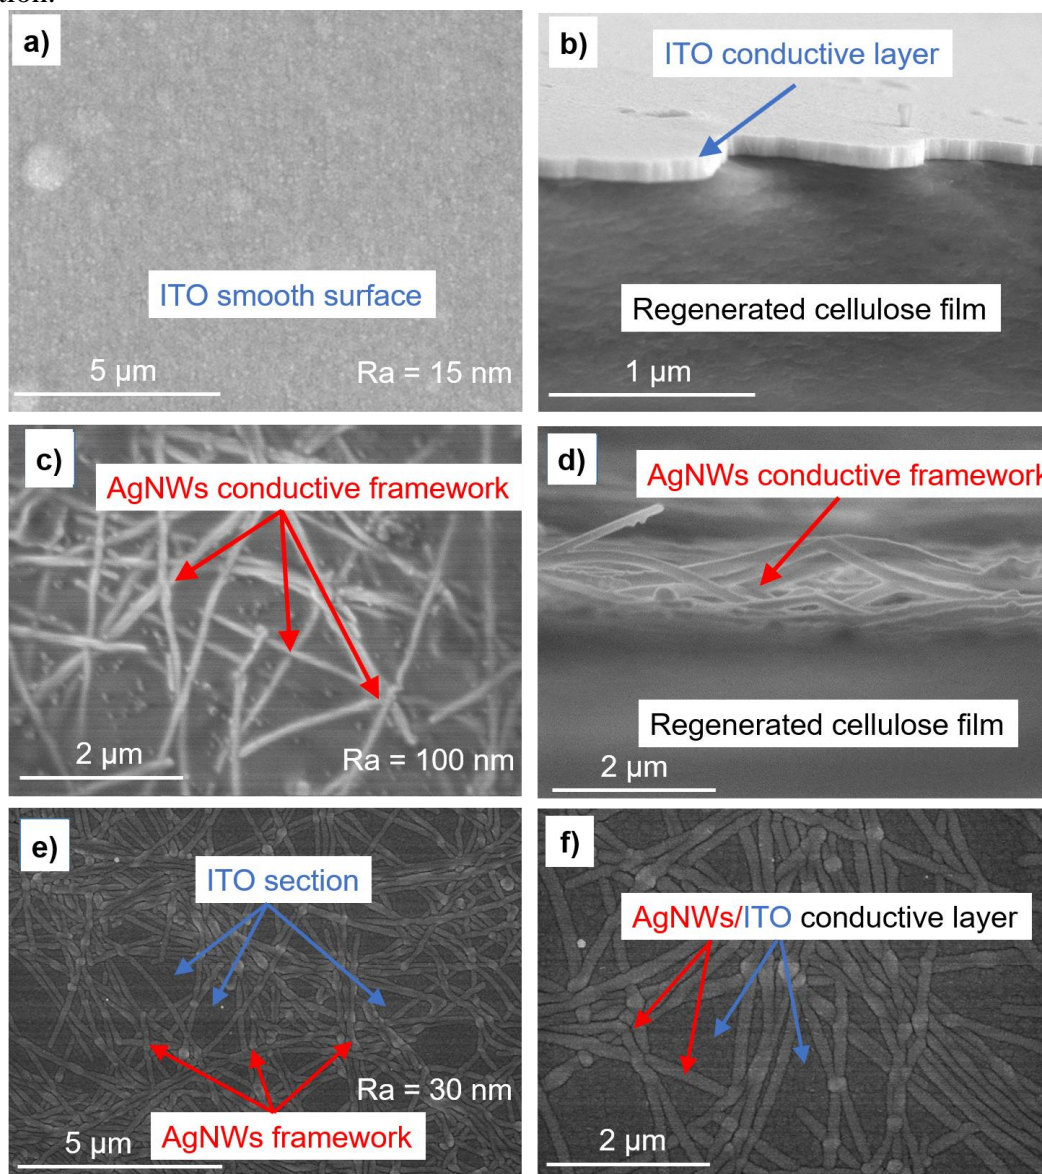 a)
ITO smooth surface
5 µm
Ra = 15 nm
b)
ITO conductive layer
Regenerated cellulose film
1 µm
c)
AgNWs conductive framework
2 µm
Ra = 100 nm
d)
AgNWs conductive framework
Regenerated cellulose film
2 µm
e)
ITO section
Ra = 30 nm
5 µm
AgNWs framework
f)
AgNWs/ITO conductive layer
2 µm